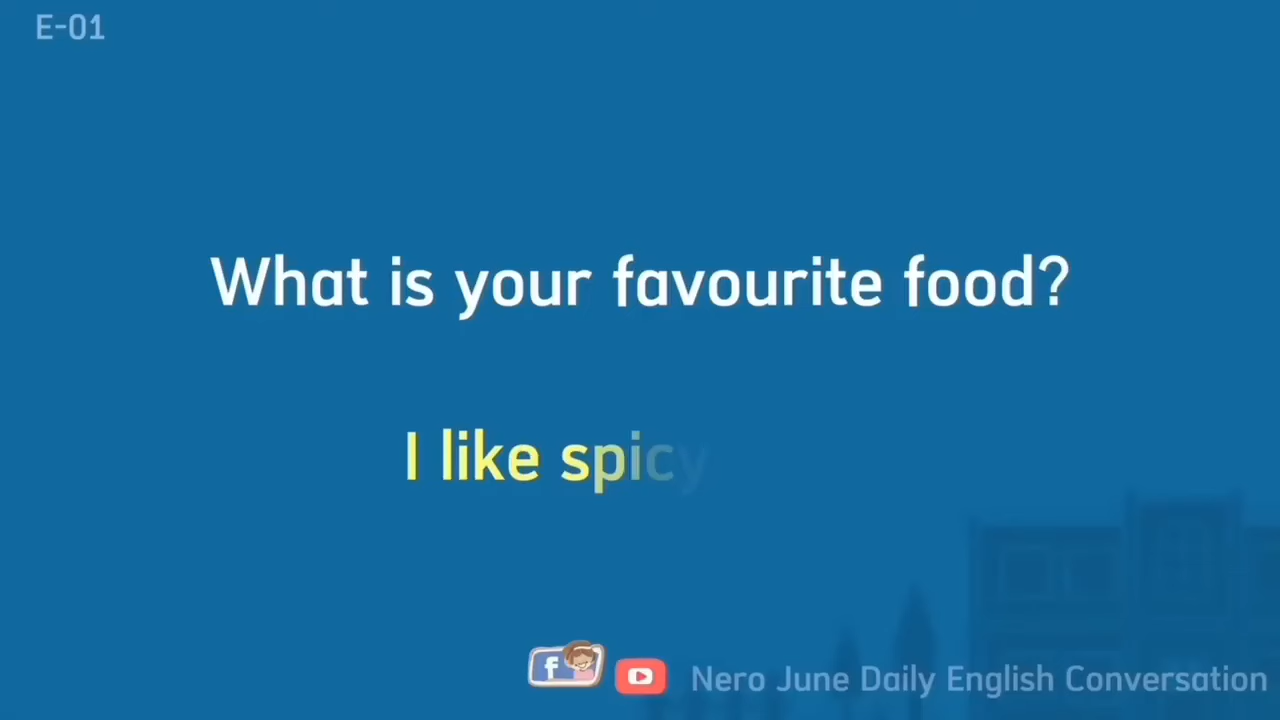 E-01
What is your favourite food?
I like spicy
Nero June Daily English Conversation